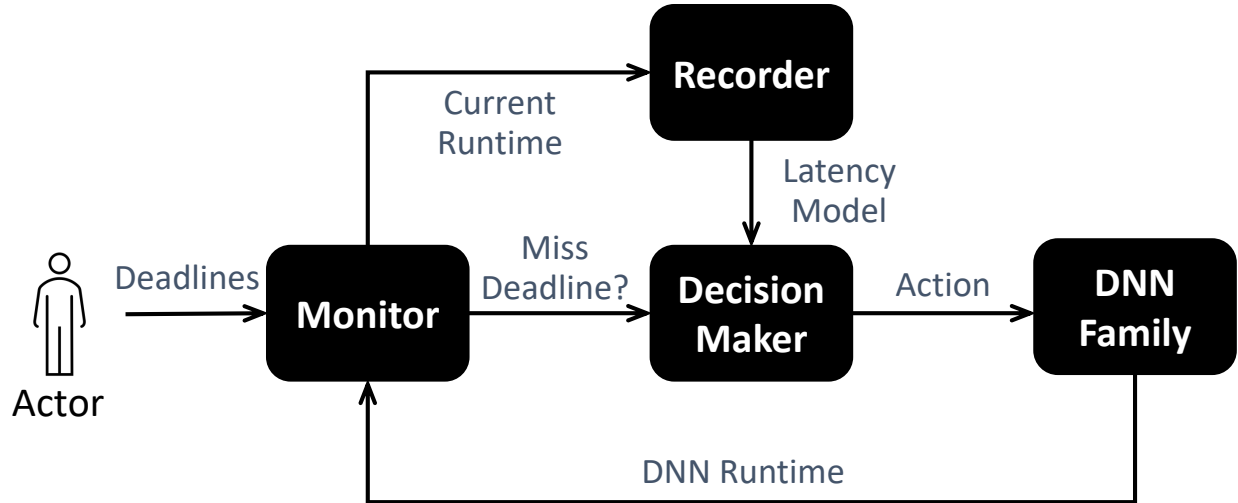 Recorder
Current
Runtime
Latency
Model
Deadlines
Miss
Deadline?
Monitor
Decision
Maker
Action
DNN
Family
Actor
DNN Runtime